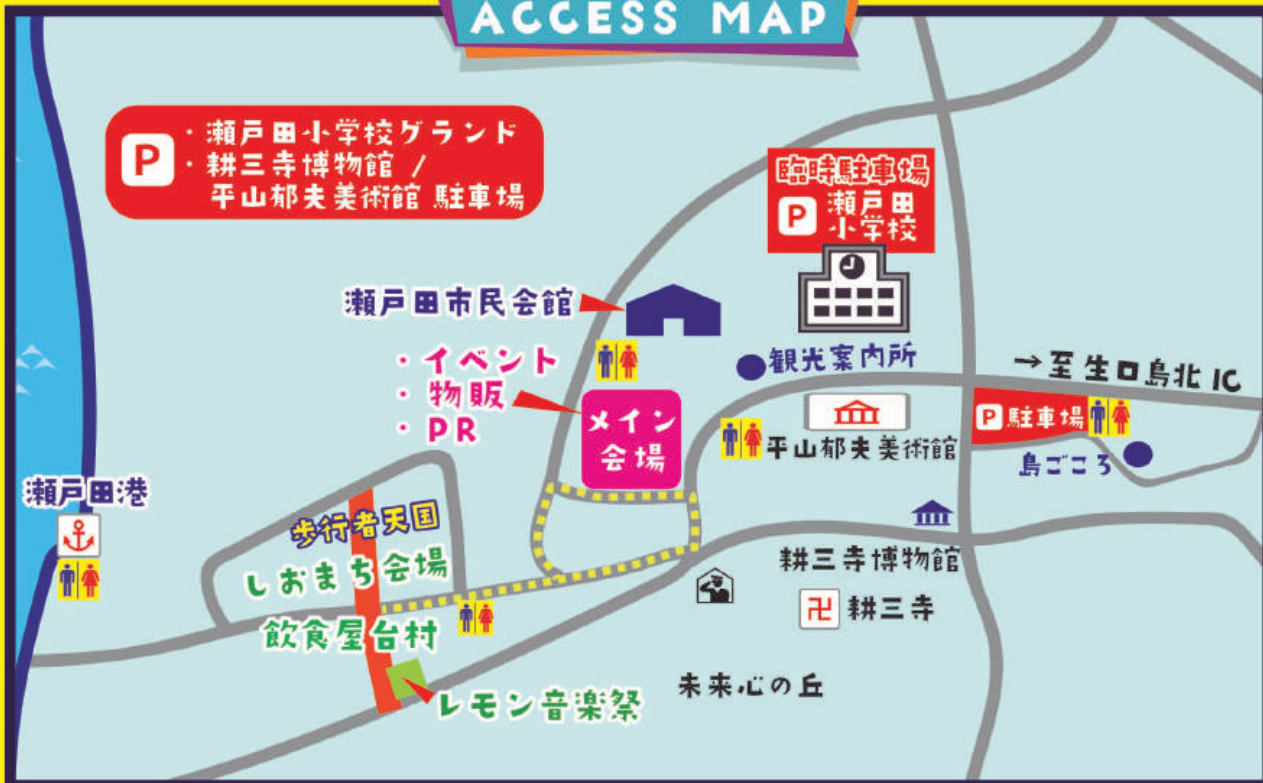 ACCESS MAP
P
・瀬戸田小学校グランド
・耕三寺博物館 /
平山郁夫美術館 駐車場
臨時駐車場
P 瀬戸田
小学校
瀬戸田市民会館
・イベント
・物販
・PR
メイン
会場
観光案内所
→至生口島北IC
P 駐車場
平山郁夫美術館
島ごころ
瀬戸田港
歩行者天国
しおまち会場
飲食屋台村
レモン音楽祭
耕三寺博物館
卍 耕三寺
未来心の丘